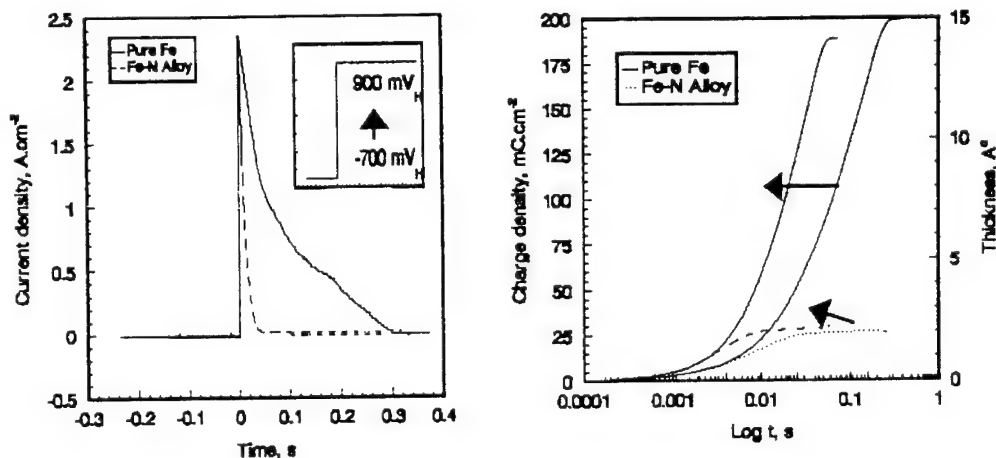 2.5
2
1.5
1
0.5
0
-0.5
Current density, A.cm-2
Pure Fe
Fe-N Alloy
900 mV H
-700 mV H
-0.3 -0.2 -0.1 0 0.1 0.2 0.3 0.4
Time, s
200
175
150
125
100
75
50
25
0
Charge density, mC.cm-2
Pure Fe
Fe-N Alloy
15
10
5
0
Thickness, A°
0.0001 0.001 0.01 0.1 1
Log t, s